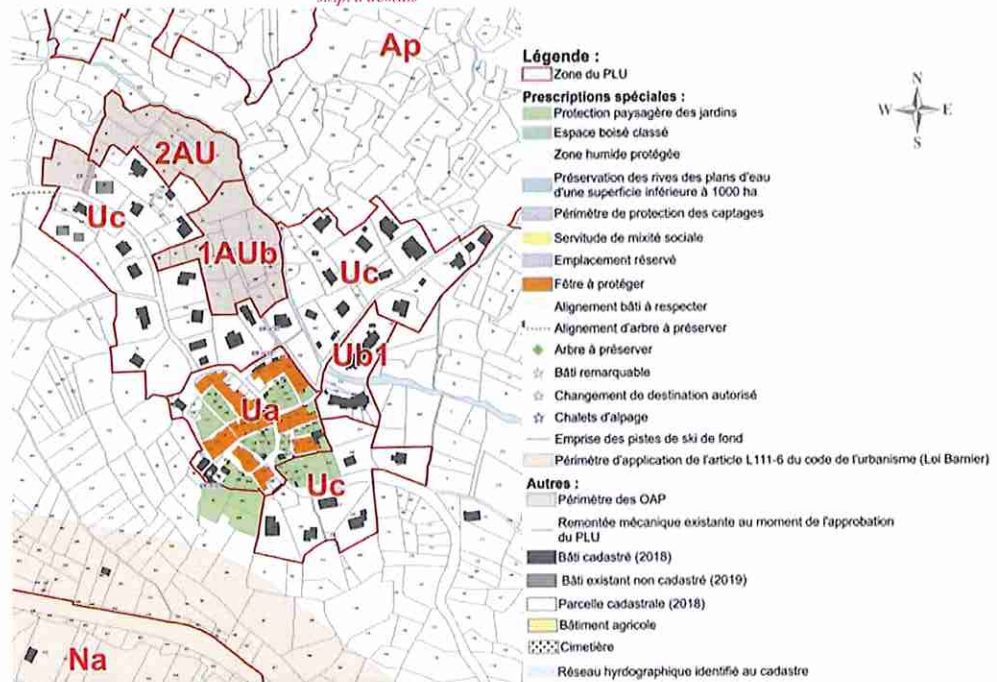 Ap
2AU
Uc
1AUb
Uc
Ub1
Ua
Uc
Na
Légende :
Zone du PLU
Prescriptions spéciales :
Protection paysagère des jardins
Espace boisé classé
Zone humide protégée
Préservation des rives des plans d'eau
d'une superficie inférieure à 1000 ha
Périmètre de protection des captages
Servitude de mixité sociale
Emplacement réservé
Fêtre à protéger
Alignement bâti à respecter
Alignement d'arbre à préserver
Arbre à préserver
Bâti remarquable
Changement de destination autorisé
Chalets d'alpage
Emprise des pistes de ski de fond
Périmètre d'application de l'article L111-6 du code de l'urbanisme (Loi Barnier)
Autres :
Périmètre des OAP
Remontée mécanique existante au moment de l'approbation
du PLU
Bâti cadastré (2018)
Bâti existant non cadastré (2019)
Parcelle cadastrale (2018)
Bâtiment agricole
Cimetière
Réseau hyrdographique identifié au cadastre
N
W E
S